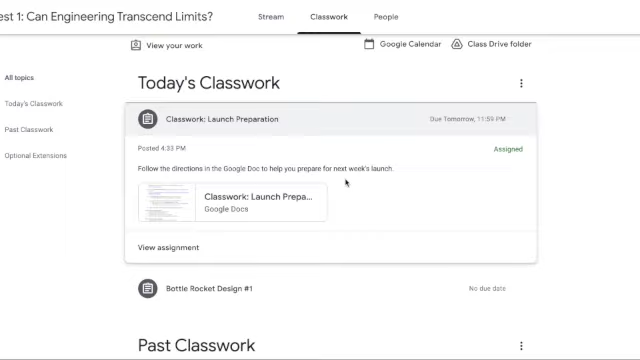 est 1: Can Engineering Transcend Limits?
Stream
Classwork
People
View your work
Google Calendar
Class Drive folder
All topics
Today's Classwork
Past Classwork
Optional Extensions
Today's Classwork
Classwork: Launch Preparation
Due Tomorrow, 11:59 PM
Posted 4:33 PM
Assigned
Follow the directions in the Google Doc to help you prepare for next week's launch.
Classwork: Launch Prepa...
Google Docs
View assignment
Bottle Rocket Design #1
No due date
Past Classwork